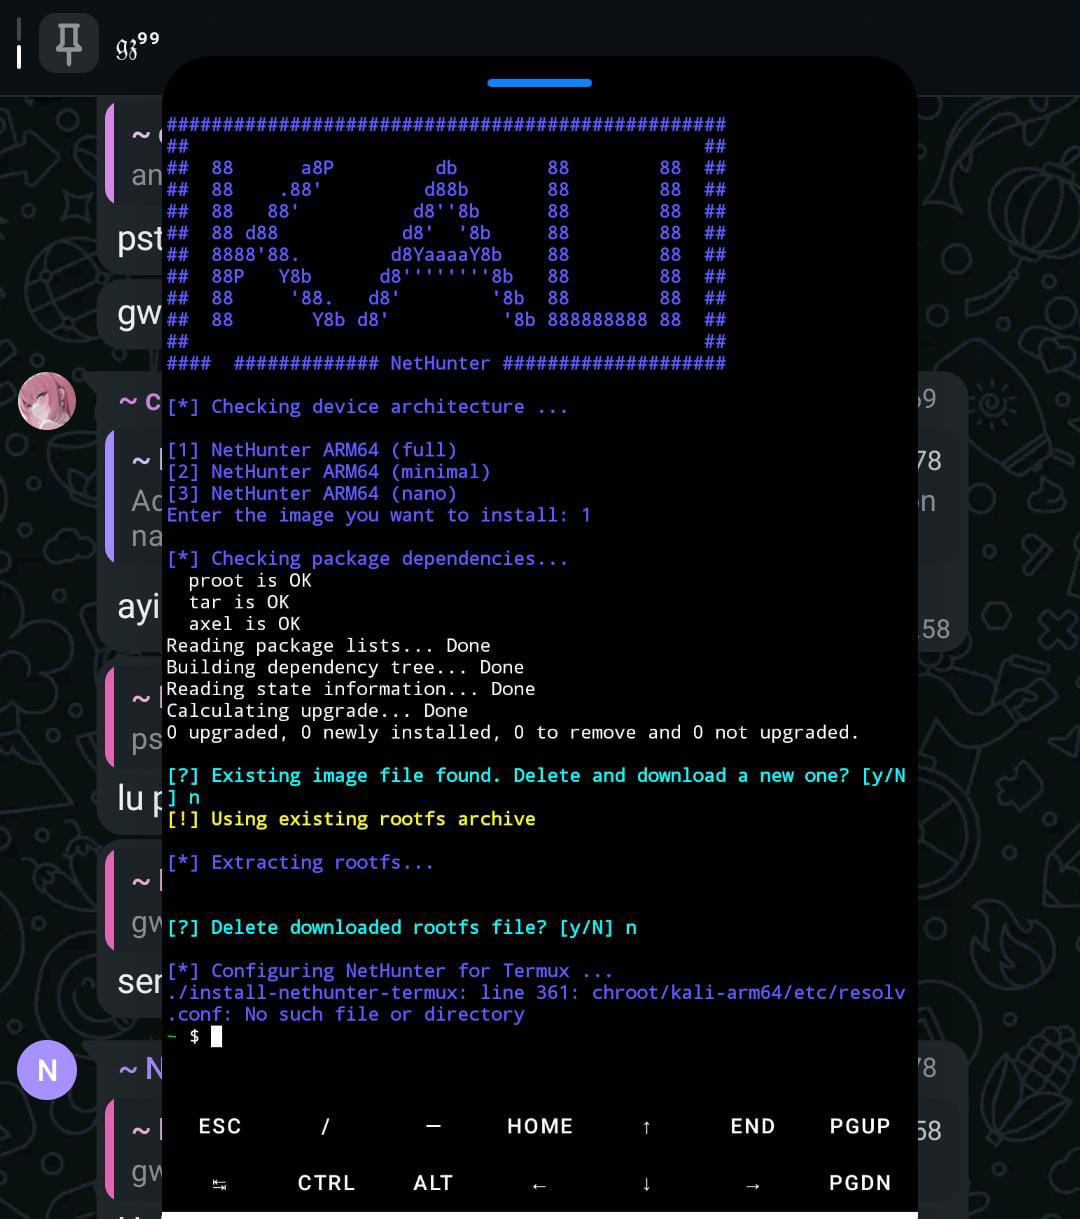 𝔤𝔷⁹⁹
##################################################
##                                              ##
##  88      a8P         db        88        88  ##
##  88    .88'         d88b       88        88  ##
##  88   88'          d8''8b      88        88  ##
##  88 d88           d8'  '8b     88        88  ##
##  8888'88.        d8YaaaaY8b    88        88  ##
##  88P   Y8b      d8''''''''8b   88        88  ##
##  88     '88.   d8'        '8b  88        88  ##
##  88       Y8b d8'          '8b 888888888 88  ##
##                                              ##
####  ############# NetHunter ####################
[*] Checking device architecture ...
[1] NetHunter ARM64 (full)
[2] NetHunter ARM64 (minimal)
[3] NetHunter ARM64 (nano)
Enter the image you want to install: 1
[*] Checking package dependencies...
proot is OK
tar is OK
axel is OK
Reading package lists... Done
Building dependency tree... Done
Reading state information... Done
Calculating upgrade... Done
0 upgraded, 0 newly installed, 0 to remove and 0 not upgraded.
[?] Existing image file found. Delete and download a new one? [y/N
] n
[!] Using existing rootfs archive
[*] Extracting rootfs...
[?] Delete downloaded rootfs file? [y/N] n
[*] Configuring NetHunter for Termux ...
./install-nethunter-termux: line 361: chroot/kali-arm64/etc/resolv
.conf: No such file or directory
~ $
ESC / — HOME ↑ END PGUP
↹ CTRL ALT ← ↓ → PGDN
N